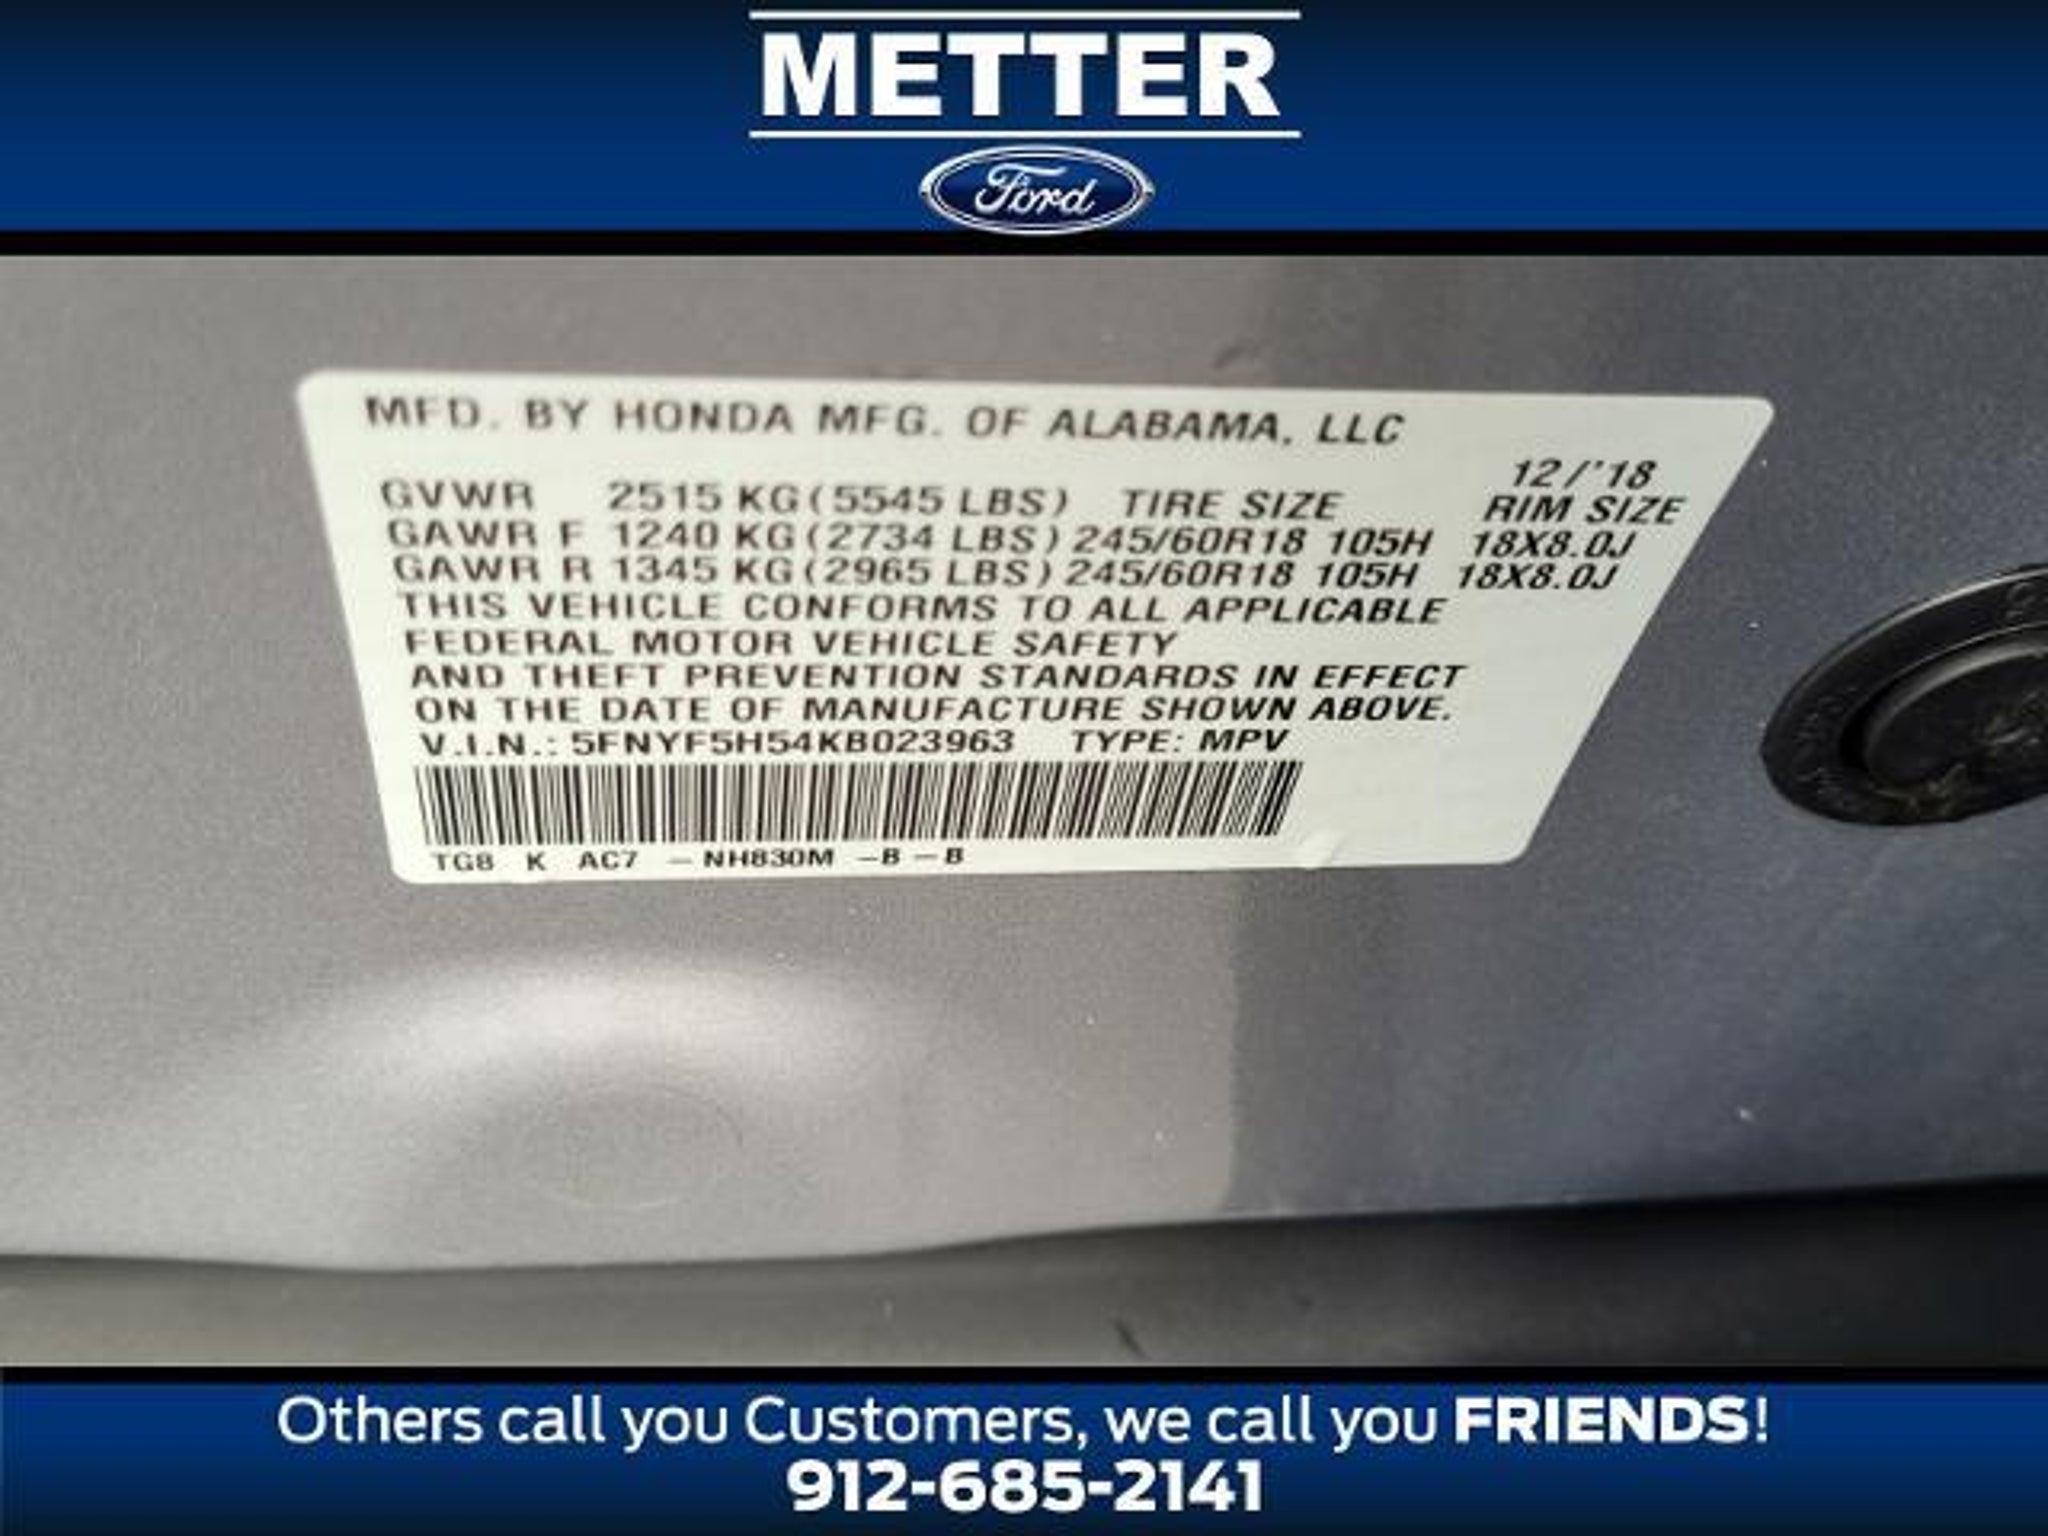 METTER
Ford
MFD. BY HONDA MFG. OF ALABAMA, LLC
12/'18
GVWR 2515 KG (5545 LBS) TIRE SIZE RIM SIZE
GAWR F 1240 KG (2734 LBS) 245/60R18 105H 18X8.0J
GAWR R 1345 KG (2965 LBS) 245/60R18 105H 18X8.0J
THIS VEHICLE CONFORMS TO ALL APPLICABLE
FEDERAL MOTOR VEHICLE SAFETY
AND THEFT PREVENTION STANDARDS IN EFFECT
ON THE DATE OF MANUFACTURE SHOWN ABOVE.
V.I.N.: 5FNYF5H54KB023963 TYPE: MPV
TG8 K AC7 – NH830M – B – B
Others call you Customers, we call you FRIENDS!
912-685-2141